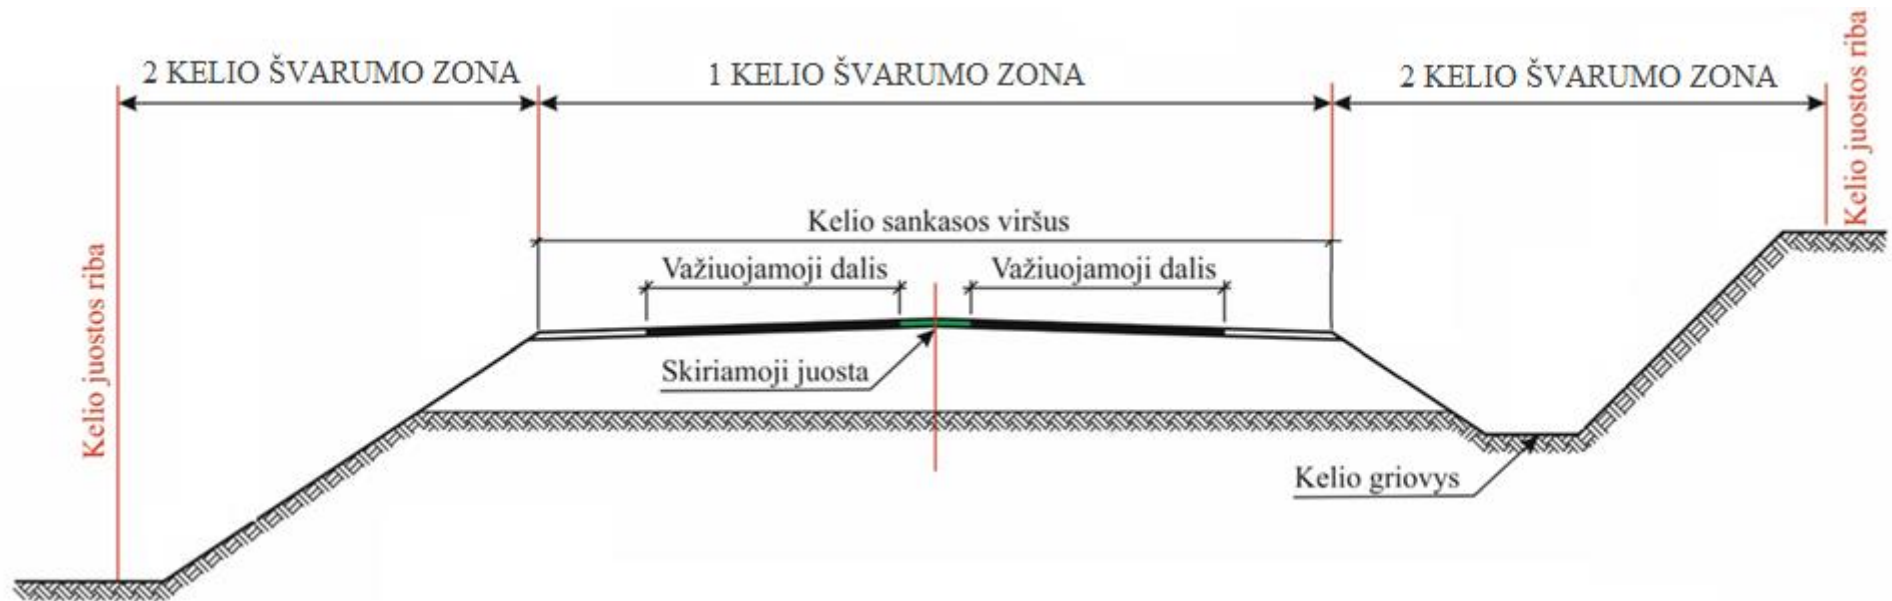 2 KELIO ŠVARUMO ZONA
1 KELIO ŠVARUMO ZONA
2 KELIO ŠVARUMO ZONA
Kelio juostos riba
Kelio sankasos viršus
Važiuojamoji dalis
Važiuojamoji dalis
Kelio juostos riba
Skiriamoji juosta
Kelio griovys